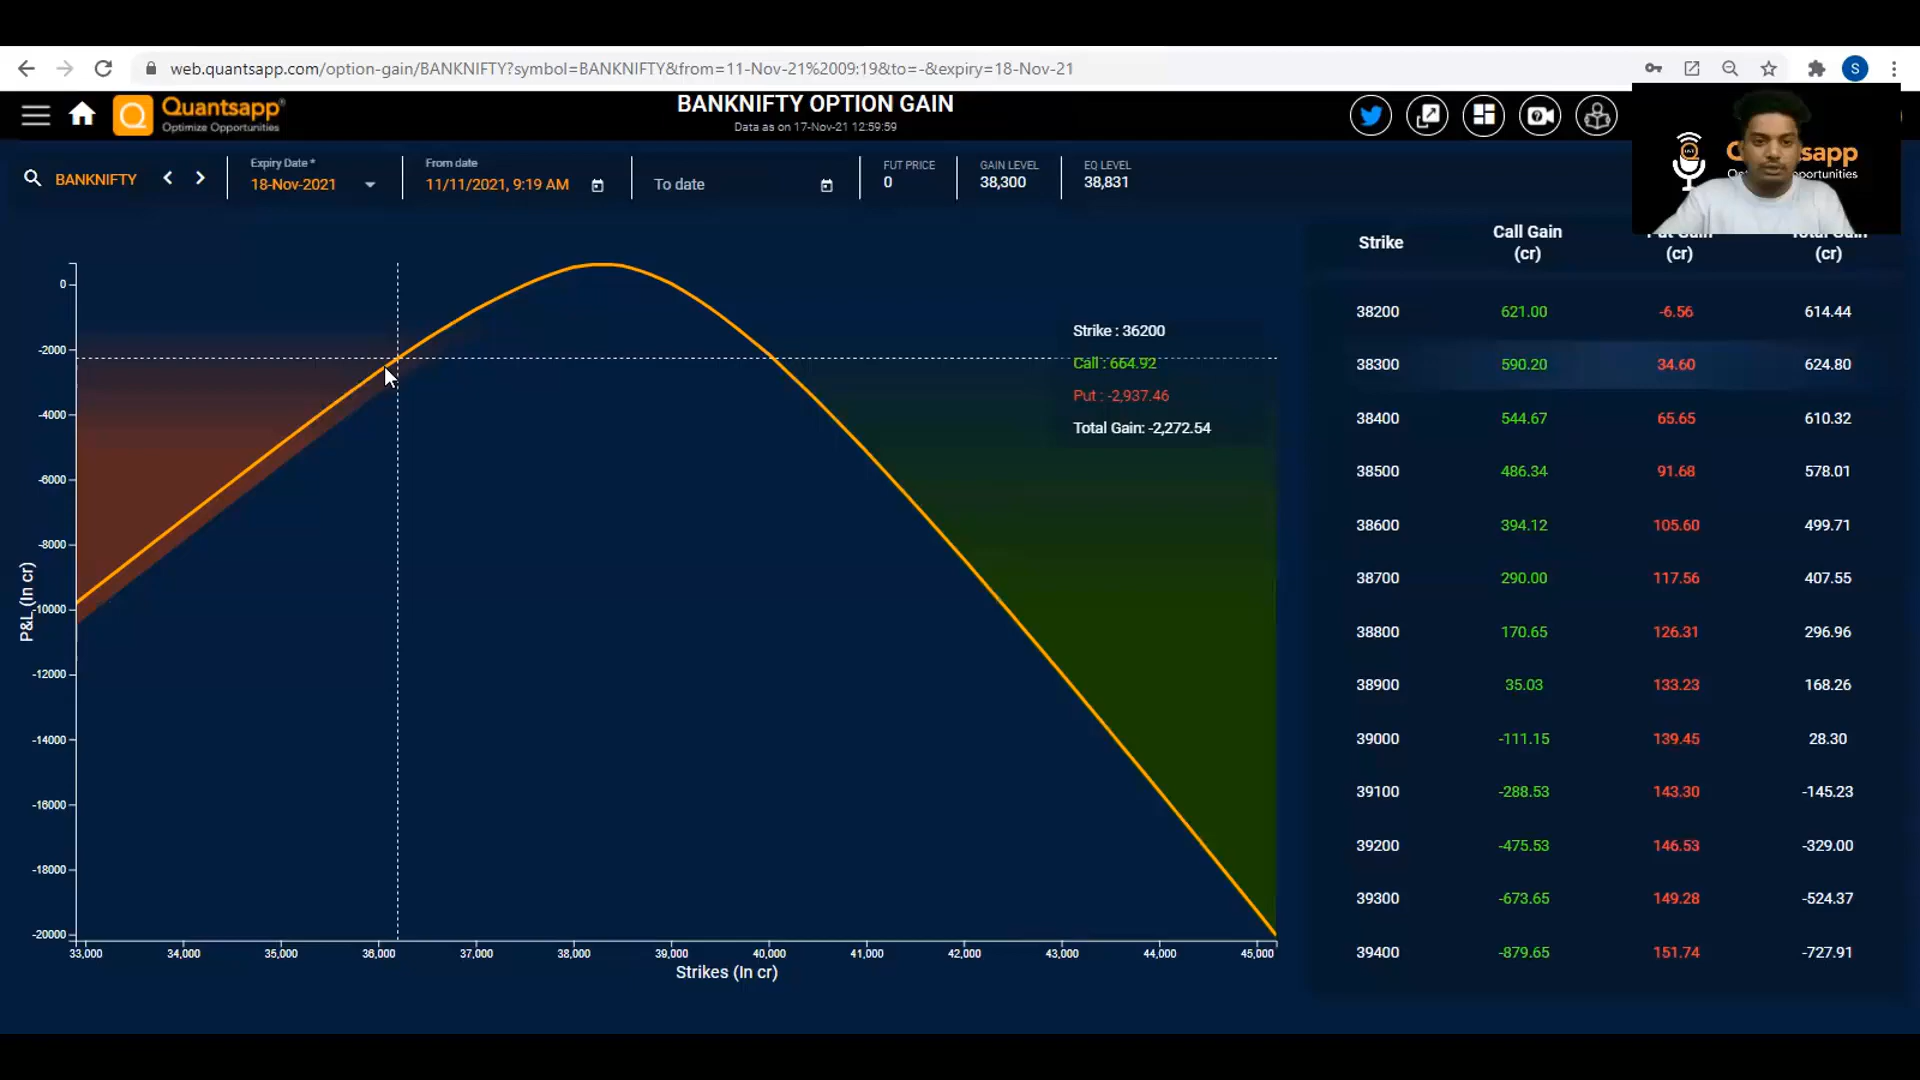 web.quantsapp.com/option-gain/BANKNIFTY?symbol=BANKNIFTY&from=11-Nov-21%2009:19&to=-&expiry=18-Nov-21
S
Quantsapp
Optimize Opportunities
BANKNIFTY OPTION GAIN
Data as on 17-Nov-21 12:59:59
BANKNIFTY
Expiry Date *
18-Nov-2021
From date
11/11/2021, 9:19 AM
To date
FUT PRICE
0
GAIN LEVEL
38,300
EQ LEVEL
38,831
Strike : 36200
Call : 664.92
Put : -2,937.46
Total Gain: -2,272.54
P&L (In cr)
0
-2000
-4000
-6000
-8000
-10000
-12000
-14000
-16000
-18000
-20000
33,000 34,000 35,000 36,000 37,000 38,000 39,000 40,000 41,000 42,000 43,000 44,000 45,000
Strikes (In cr)
Strike Call Gain (cr) (cr) (cr)
38200 621.00 -6.56 614.44
38300 590.20 34.60 624.80
38400 544.67 65.65 610.32
38500 486.34 91.68 578.01
38600 394.12 105.60 499.71
38700 290.00 117.56 407.55
38800 170.65 126.31 296.96
38900 35.03 133.23 168.26
39000 -111.15 139.45 28.30
39100 -288.53 143.30 -145.23
39200 -475.53 146.53 -329.00
39300 -673.65 149.28 -524.37
39400 -879.65 151.74 -727.91